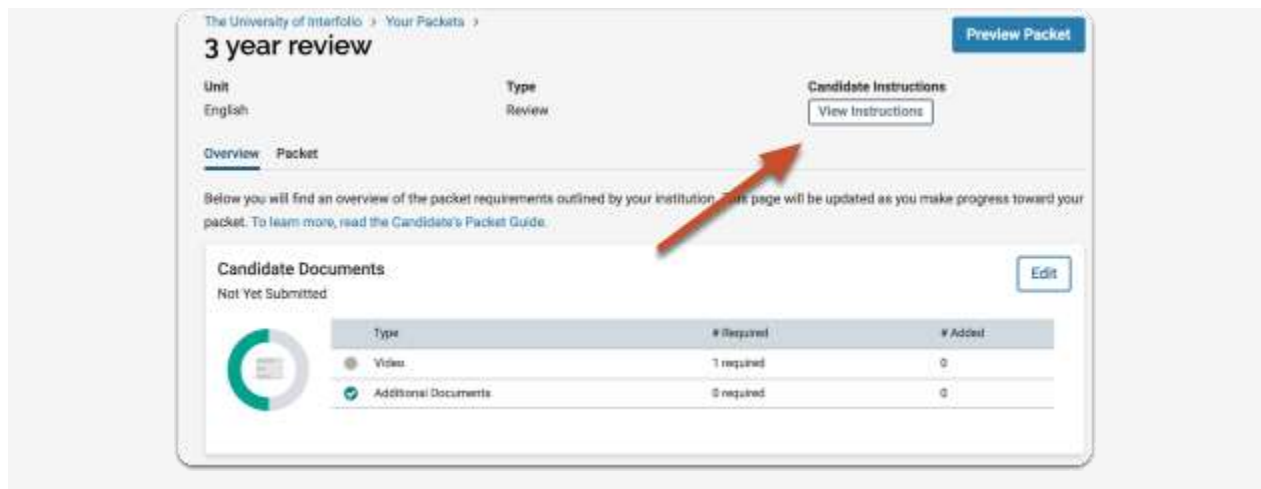 The University of Interfolio > Your Packets >
3 year review
Preview Packet
Unit
Type
Candidate Instructions
English
Review
View Instructions
Overview Packet
Below you will find an overview of the packet requirements outlined by your institution. page will be updated as you make progress toward your
packet. To learn more, read the Candidate's Packet Guide.
Candidate Documents
Edit
Not Yet Submitted
Type # Required # Added
Video 1 required 0
Additional Documents 0 required 0